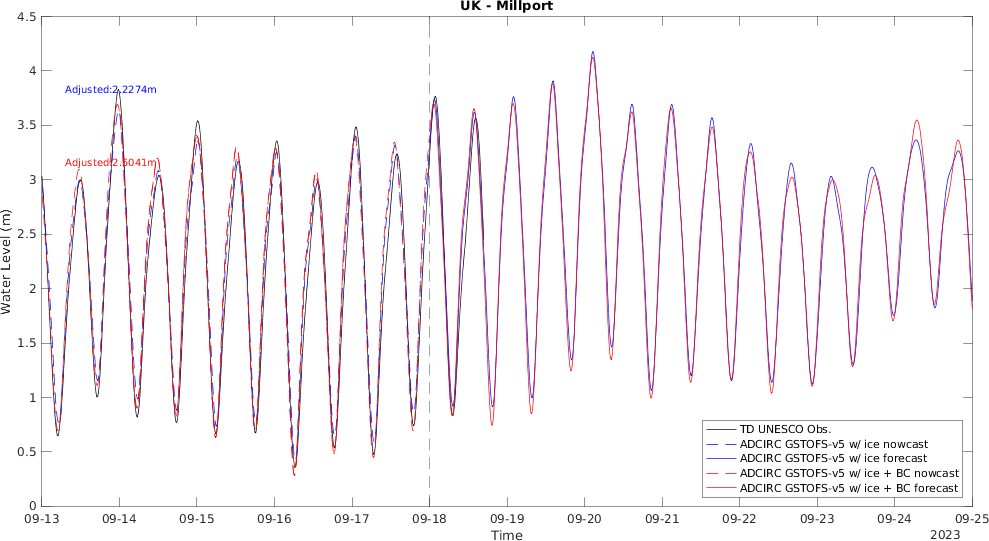 UK - Millport
4.5
4
3.5
3
2.5
2
1.5
1
0.5
0
Water Level (m)
Adjusted:2.2274m
Adjusted:2.5041m
TD UNESCO Obs.
ADCIRC GSTOFS-v5 w/ ice nowcast
ADCIRC GSTOFS-v5 w/ ice forecast
ADCIRC GSTOFS-v5 w/ ice + BC nowcast
ADCIRC GSTOFS-v5 w/ ice + BC forecast
09-13 09-14 09-15 09-16 09-17 09-18 09-19 09-20 09-21 09-22 09-23 09-24 09-25
Time
2023